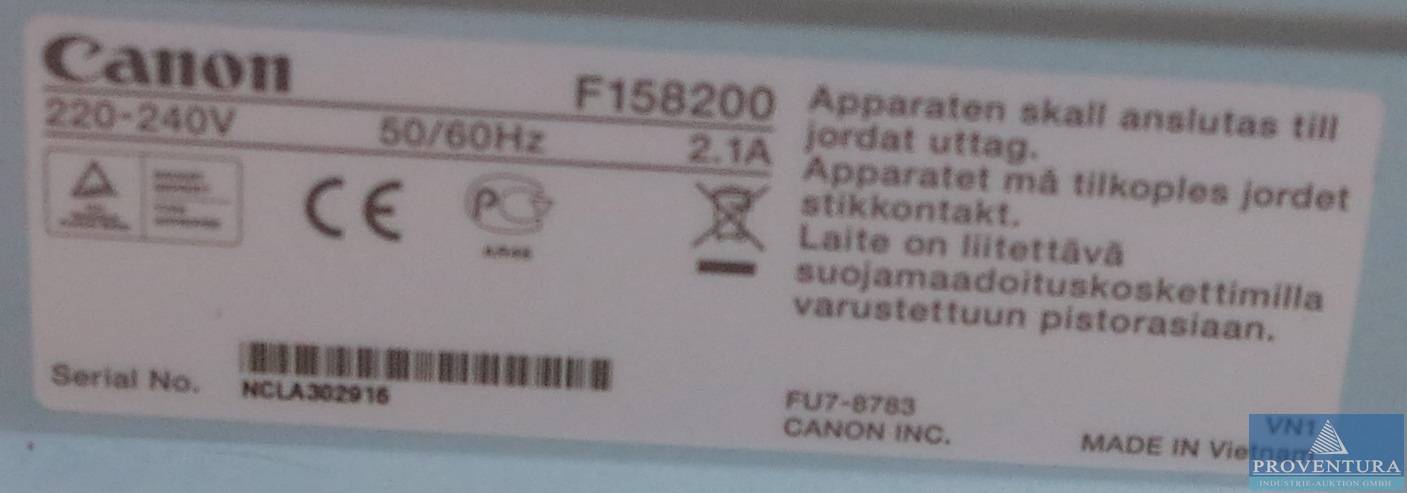 Canon
F158200
220-240V 50/60Hz 2.1A
CE
Apparaten skall anslutas till
jordat uttag.
Apparatet må tilkoples jordet
stikkontakt.
Laite on liitettävä
suojamaadoituskoskettimilla
varustettuun pistorasiaan.
Serial No.
NCLA302916
FU7-8783
CANON INC.
VN1
MADE IN Vietnam
PROVENTURA
INDUSTRIE-AUKTION GMBH